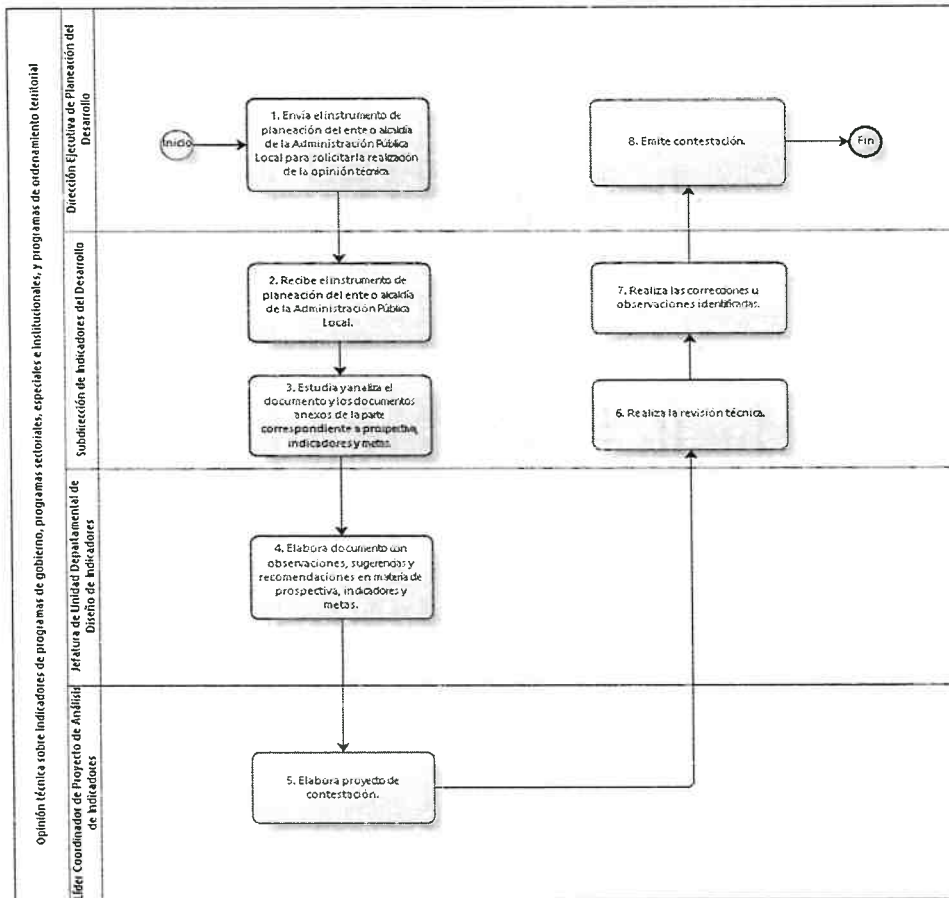 Opinión técnica sobre indicadores de programas de gobierno, programas sectoriales, especiales e institucionales, y programas de ordenamiento territorial
Dirección Ejecutiva de Planeación del
Desarrollo
Inicio
1. Envía el instrumento de
planeación del ente o alcaldía
de la Administración Pública
Local para solicitar la realización
de la opinión técnica.
8. Emite contestación.
Fin
Subdirección de Indicadores del Desarrollo
2. Recibe el instrumento de
planeación del ente o alcaldía
de la Administración Pública
Local.
3. Estudia y analiza el
documento y los documentos
anexos de la parte
correspondiente a prospectiva,
indicadores y metas.
7. Realiza las correcciones u
observaciones identificadas.
6. Realiza la revisión técnica.
Jefatura de Unidad Departamental de
Diseño de Indicadores
4. Elabora documento con
observaciones, sugerencias y
recomendaciones en materia de
prospectiva, indicadores y
metas.
Líder Coordinador de Proyecto de Análisis
de Indicadores
5. Elabora proyecto de
contestación.